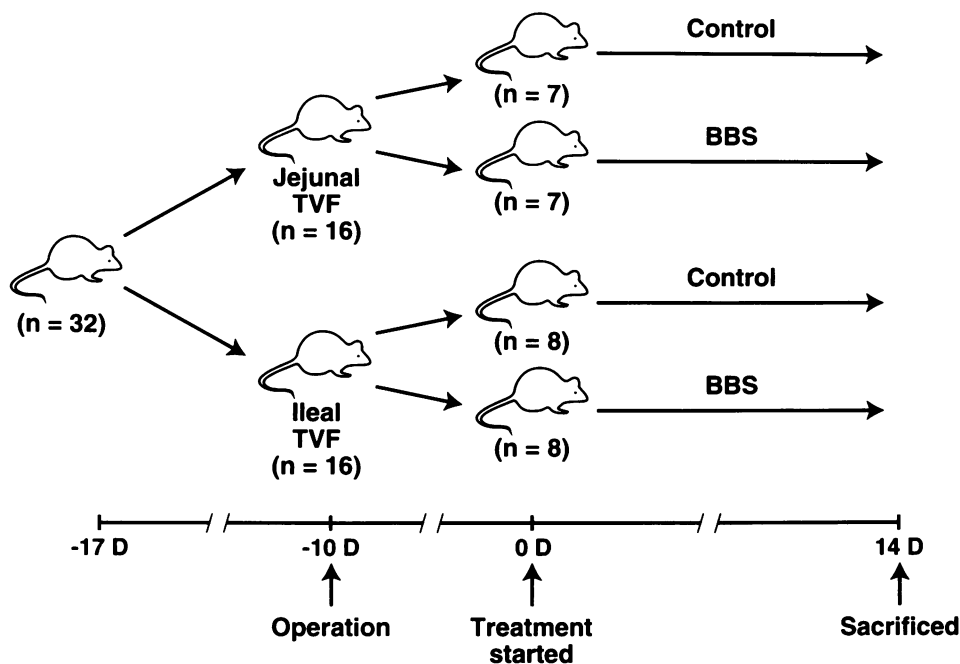 Control
(n = 7)
BBS
(n = 7)
Jejunal
TVF
(n = 16)
(n = 32)
Control
(n = 8)
BBS
(n = 8)
Ileal
TVF
(n = 16)
-17 D
-10 D
0 D
14 D
Operation
Treatment
started
Sacrificed